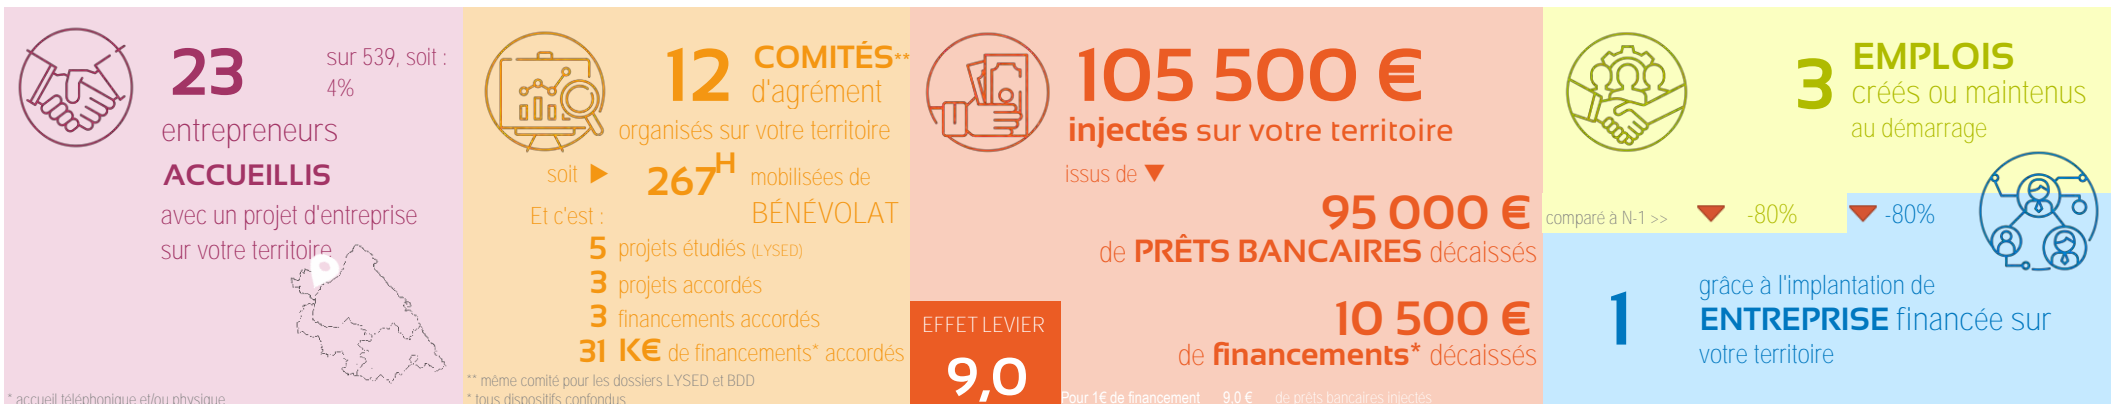 23
sur 539, soit :
4%
entrepreneurs
ACCUEILLIS
avec un projet d'entreprise
sur votre territoire
* accueil téléphonique et/ou physique
12 COMITÉS**
d'agrément
organisés sur votre territoire
soit ▶ 267H mobilisées de
BÉNÉVOLAT
Et c'est :
5 projets étudiés (LYSED)
3 projets accordés
3 financements accordés
31 K€ de financements* accordés
** même comité pour les dossiers LYSED et BDD
* tous dispositifs confondus
105 500 €
injectés sur votre territoire
issus de ▼
95 000 €
de PRÊTS BANCAIRES décaissés
10 500 €
de financements* décaissés
EFFET LEVIER
9,0
Pour 1€ de financement 9,0 € de prêts bancaires injectés
3 EMPLOIS
créés ou maintenus
au démarrage
comparé à N-1 >> ▼ -80% ▼ -80%
1
grâce à l'implantation de
ENTREPRISE financée sur
votre territoire